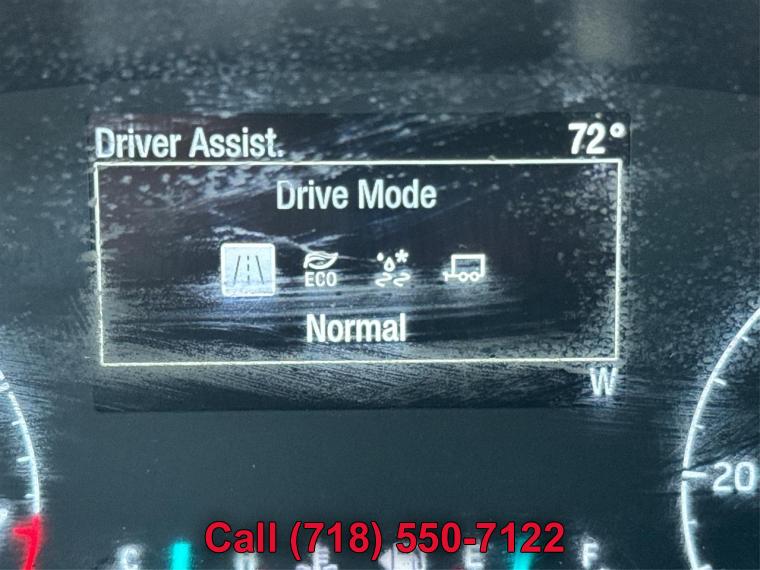 Driver Assist. 72°
Drive Mode
ECO
Normal
W
20
Call (718) 550-7122
C
E
F